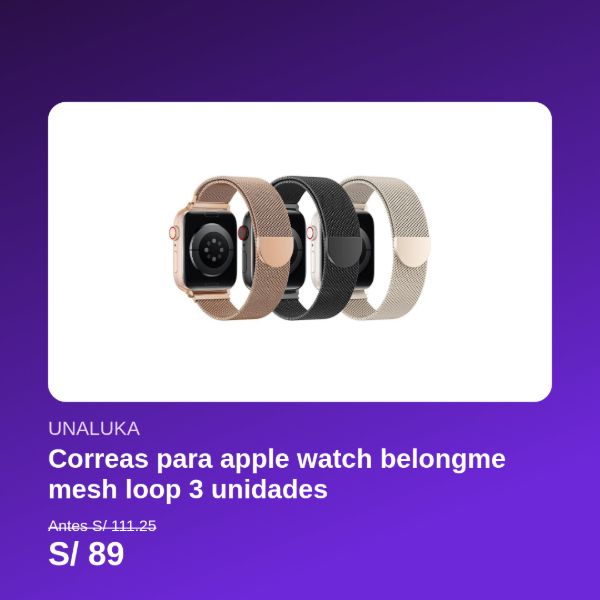 UNALUKA
Correas para apple watch belongme
mesh loop 3 unidades
Antes S/ 111.25
S/ 89